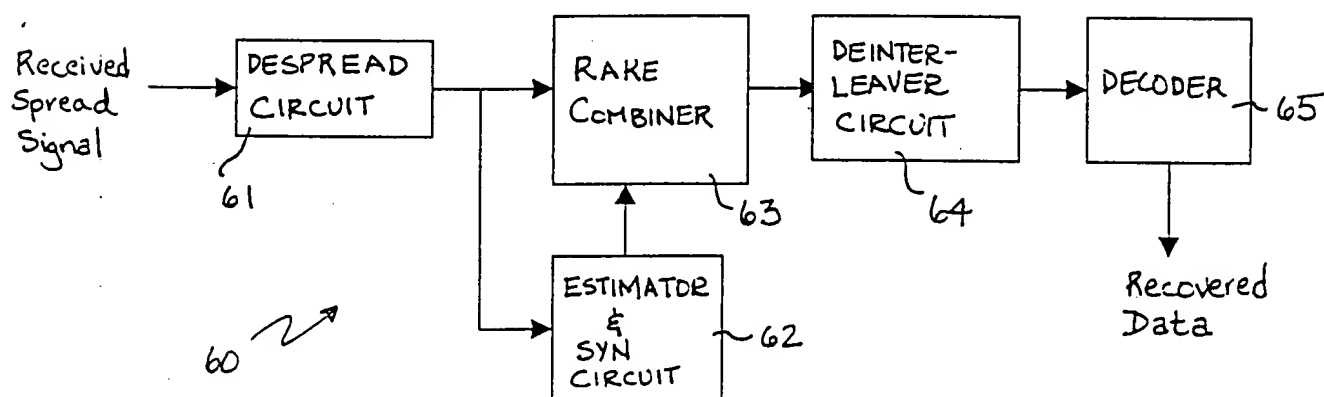 Received
Spread
Signal
DESPREAD
CIRCUIT
61
RAKE
COMBINER
63
DEINTER-
LEAVER
CIRCUIT
64
DECODER
65
ESTIMATOR
&
SYN
CIRCUIT
62
Recovered
Data
60